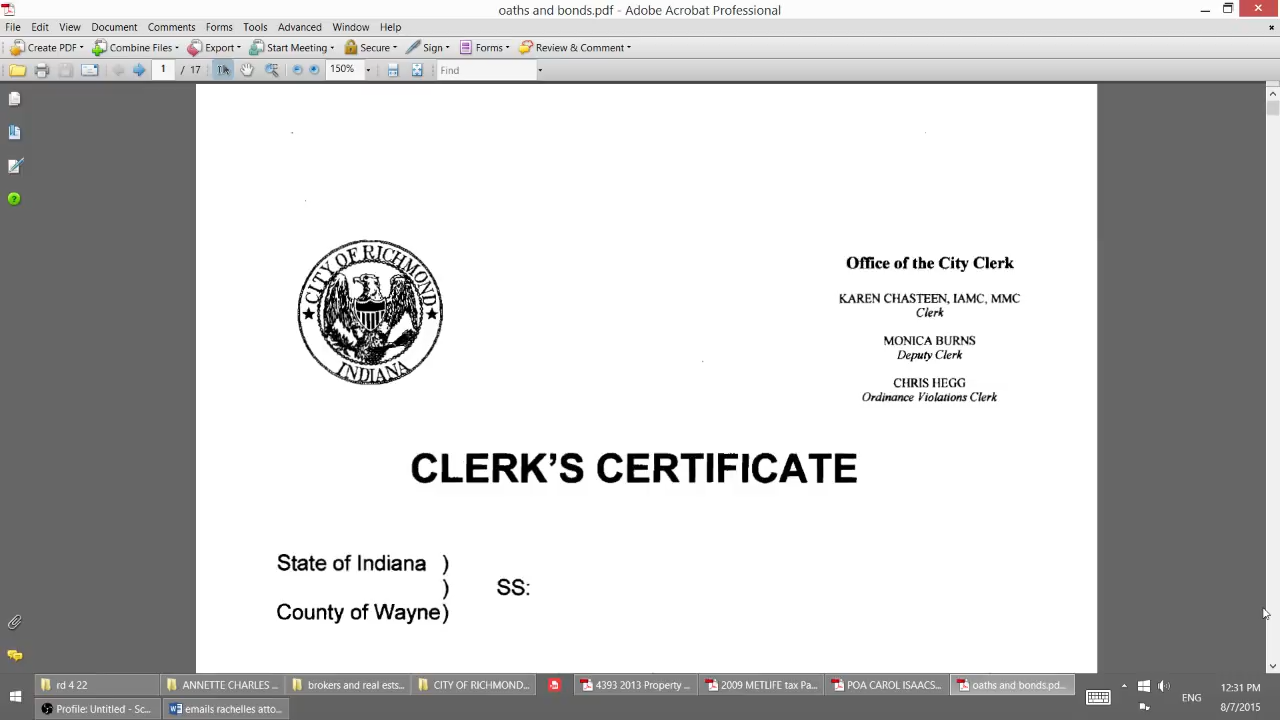 oaths and bonds.pdf - Adobe Acrobat Professional
File Edit View Document Comments Forms Tools Advanced Window Help
Create PDF Combine Files Export Start Meeting Secure Sign Forms Review & Comment
1 / 17 150% Find
CITY OF RICHMOND
INDIANA
Office of the City Clerk
KAREN CHASTEEN, IAMC, MMC
Clerk
MONICA BURNS
Deputy Clerk
CHRIS HEGG
Ordinance Violations Clerk
CLERK'S CERTIFICATE
State of Indiana )
) SS:
County of Wayne)
rd 4 22 ANNETTE CHARLES ... brokers and real ests... CITY OF RICHMOND... 4393 2013 Property ... 2009 METLIFE tax Pa... POA CAROL ISAACS... oaths and bonds.pd...
Profile: Untitled - Sc... emails rachelles atto...
ENG
12:31 PM
8/7/2015